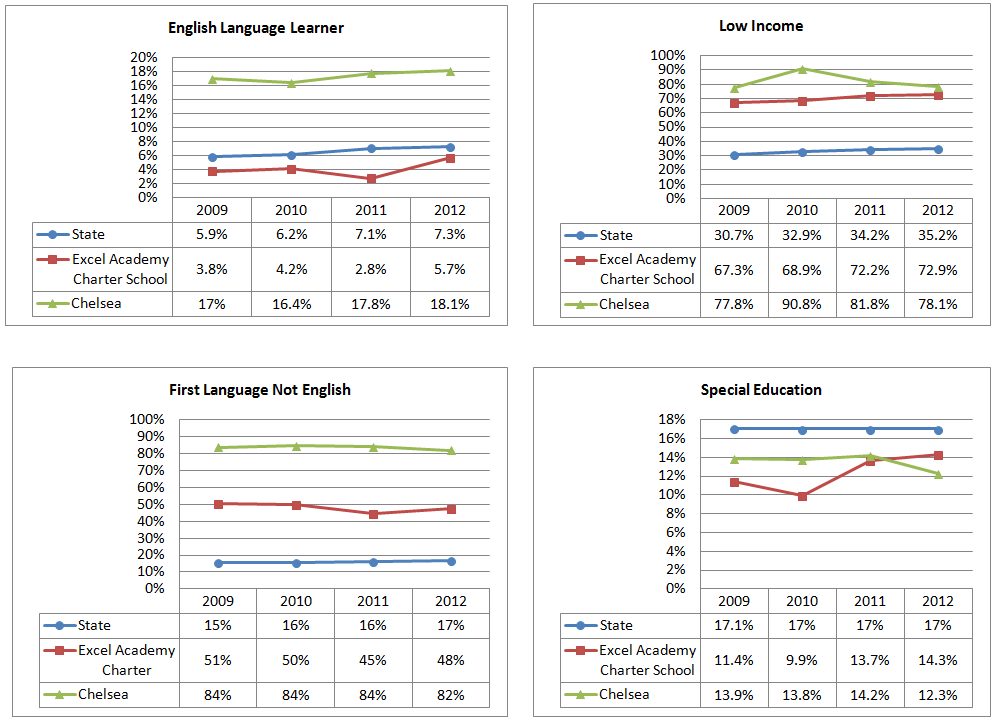 English Language Learner
20%
18%
16%
14%
12%
10%
8%
6%
4%
2%
0%
2009 2010 2011 2012
State 5.9% 6.2% 7.1% 7.3%
Excel Academy
Charter School 3.8% 4.2% 2.8% 5.7%
Chelsea 17% 16.4% 17.8% 18.1%
Low Income
100%
90%
80%
70%
60%
50%
40%
30%
20%
10%
0%
2009 2010 2011 2012
State 30.7% 32.9% 34.2% 35.2%
Excel Academy
Charter School 67.3% 68.9% 72.2% 72.9%
Chelsea 77.8% 90.8% 81.8% 78.1%
First Language Not English
100%
90%
80%
70%
60%
50%
40%
30%
20%
10%
0%
2009 2010 2011 2012
State 15% 16% 16% 17%
Excel Academy
Charter 51% 50% 45% 48%
Chelsea 84% 84% 84% 82%
Special Education
18%
16%
14%
12%
10%
8%
6%
4%
2%
0%
2009 2010 2011 2012
State 17.1% 17% 17% 17%
Excel Academy
Charter School 11.4% 9.9% 13.7% 14.3%
Chelsea 13.9% 13.8% 14.2% 12.3%